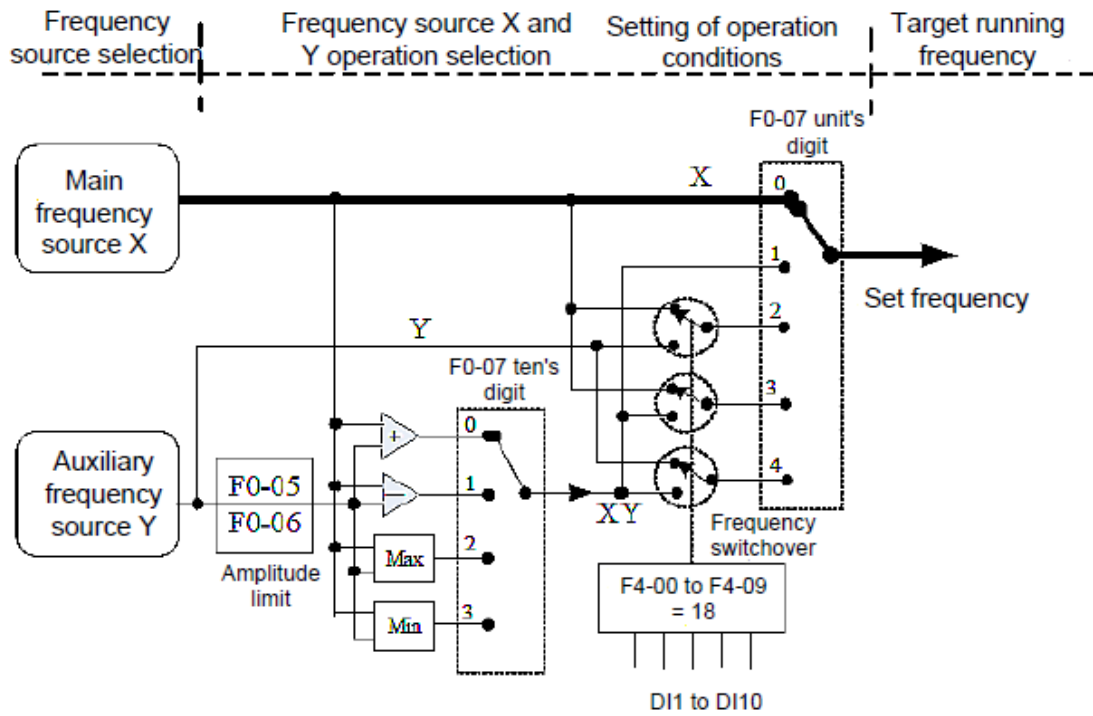 Frequency
source selection
Frequency source X and
Y operation selection
Setting of operation
conditions
Target running
frequency
F0-07 unit's
digit
Main
frequency
source X
X
0
1
2
3
4
Set frequency
Y
F0-07 ten's
digit
Auxiliary
frequency
source Y
F0-05
F0-06
Amplitude
limit
+
—
Max
Min
0
1
2
3
XY
Frequency
switchover
F4-00 to F4-09
= 18
DI1 to DI10